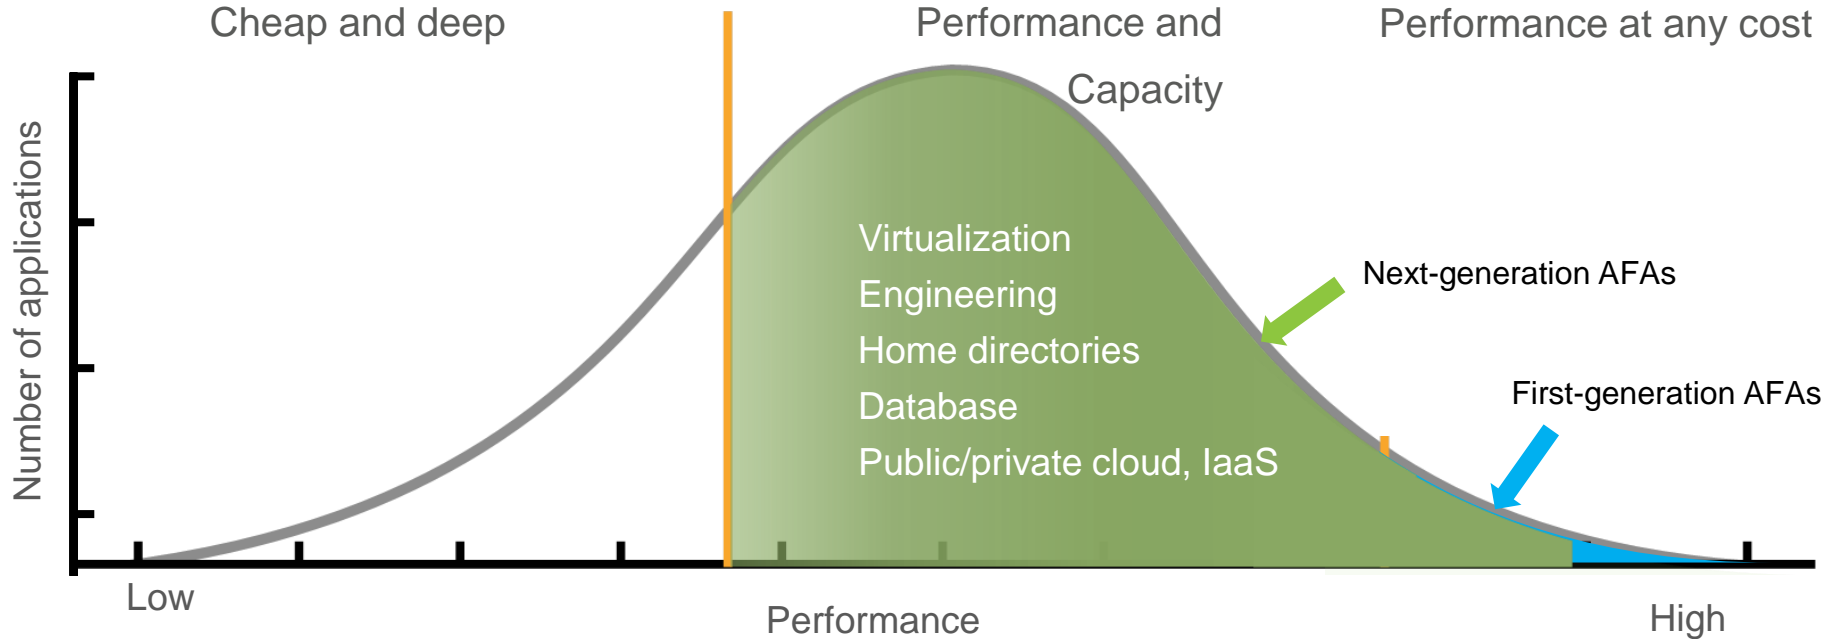 Cheap and deep
Performance and
Capacity
Performance at any cost
Number of applications
Virtualization
Engineering
Home directories
Database
Public/private cloud, IaaS
Next-generation AFAs
First-generation AFAs
Low
Performance
High